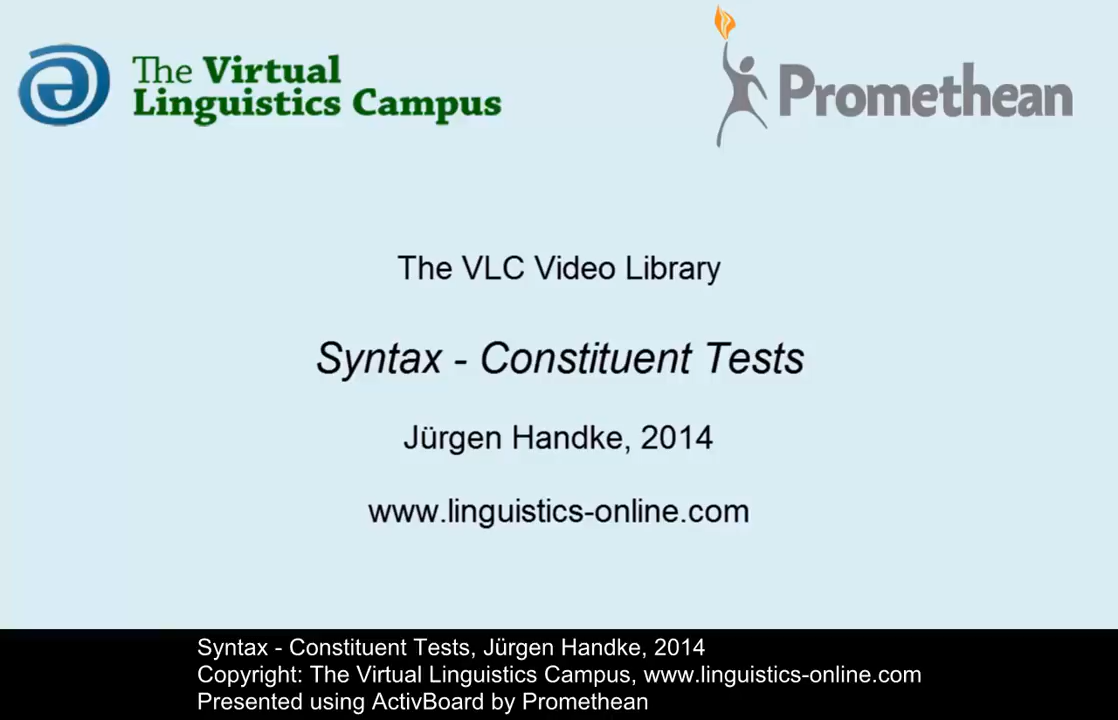 The Virtual
Linguistics Campus
Promethean
The VLC Video Library
Syntax - Constituent Tests
Jürgen Handke, 2014
www.linguistics-online.com
Syntax - Constituent Tests, Jürgen Handke, 2014
Copyright: The Virtual Linguistics Campus, www.linguistics-online.com
Presented using ActivBoard by Promethean